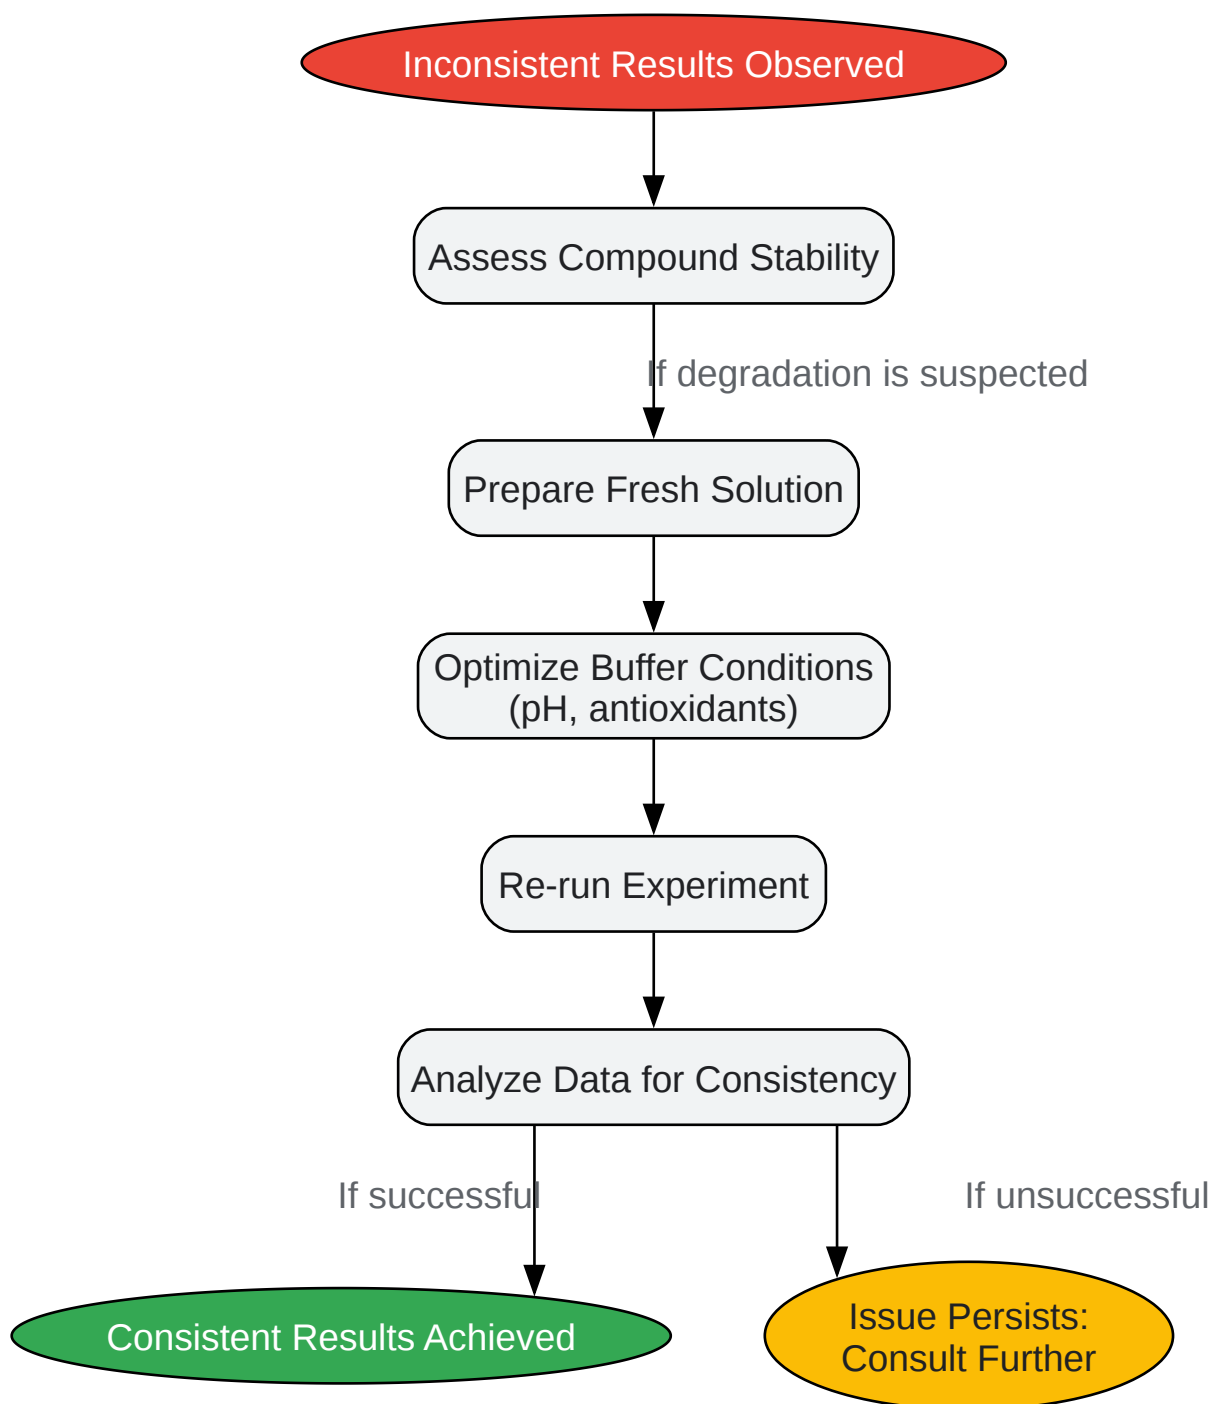 Inconsistent Results Observed
Assess Compound Stability
If degradation is suspected
Prepare Fresh Solution
Optimize Buffer Conditions
(pH, antioxidants)
Re-run Experiment
Analyze Data for Consistency
If successful
If unsuccessful
Consistent Results Achieved
Issue Persists:
Consult Further